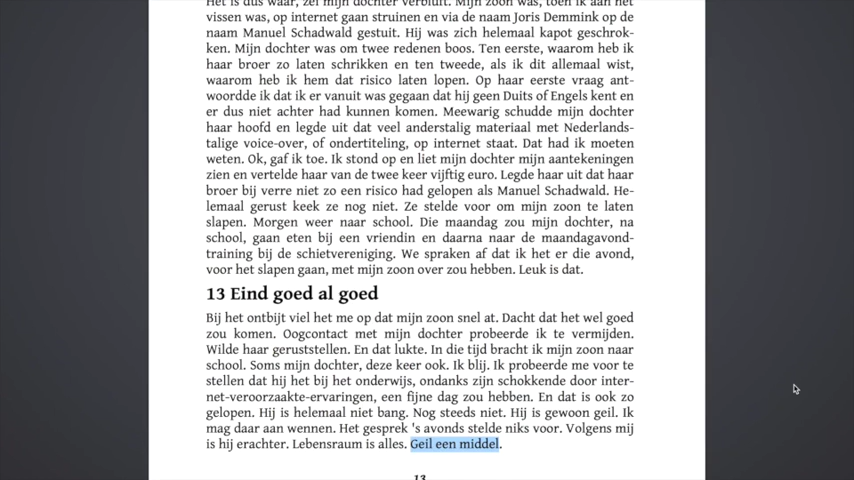 Het is dus waar, zei mijn dochter verbluft. Mijn zoon was, toen ik aan het
vissen was, op internet gaan struinen en via de naam Joris Demmink op de
naam Manuel Schadwald gestuit. Hij was zich helemaal kapot geschrok-
ken. Mijn dochter was om twee redenen boos. Ten eerste, waarom heb ik
haar broer zo laten schrikken en ten tweede, als ik dit allemaal wist,
waarom heb ik hem dat risico laten lopen. Op haar eerste vraag ant-
woordde ik dat ik er vanuit was gegaan dat hij geen Duits of Engels kent en
er dus niet achter had kunnen komen. Meewarig schudde mijn dochter
haar hoofd en legde uit dat veel anderstalig materiaal met Nederlands-
talige voice-over, of ondertiteling, op internet staat. Dat had ik moeten
weten. Ok, gaf ik toe. Ik stond op en liet mijn dochter mijn aantekeningen
zien en vertelde haar van de twee keer vijftig euro. Legde haar uit dat haar
broer bij verre niet zo een risico had gelopen als Manuel Schadwald. He-
lemaal gerust keek ze nog niet. Ze stelde voor om mijn zoon te laten
slapen. Morgen weer naar school. Die maandag zou mijn dochter, na
school, gaan eten bij een vriendin en daarna naar de maandagavond-
training bij de schietvereniging. We spraken af dat ik het er die avond,
voor het slapen gaan, met mijn zoon over zou hebben. Leuk is dat.
13 Eind goed al goed
Bij het ontbijt viel het me op dat mijn zoon snel at. Dacht dat het wel goed
zou komen. Oogcontact met mijn dochter probeerde ik te vermijden.
Wilde haar geruststellen. En dat lukte. In die tijd bracht ik mijn zoon naar
school. Soms mijn dochter, deze keer ook. Ik blij. Ik probeerde me voor te
stellen dat hij het bij het onderwijs, ondanks zijn schokkende door inter-
net-veroorzaakte-ervaringen, een fijne dag zou hebben. En dat is ook zo
gelopen. Hij is helemaal niet bang. Nog steeds niet. Hij is gewoon geil. Ik
mag daar aan wennen. Het gesprek 's avonds stelde niks voor. Volgens mij
is hij erachter. Lebensraum is alles. Geil een middel.
13